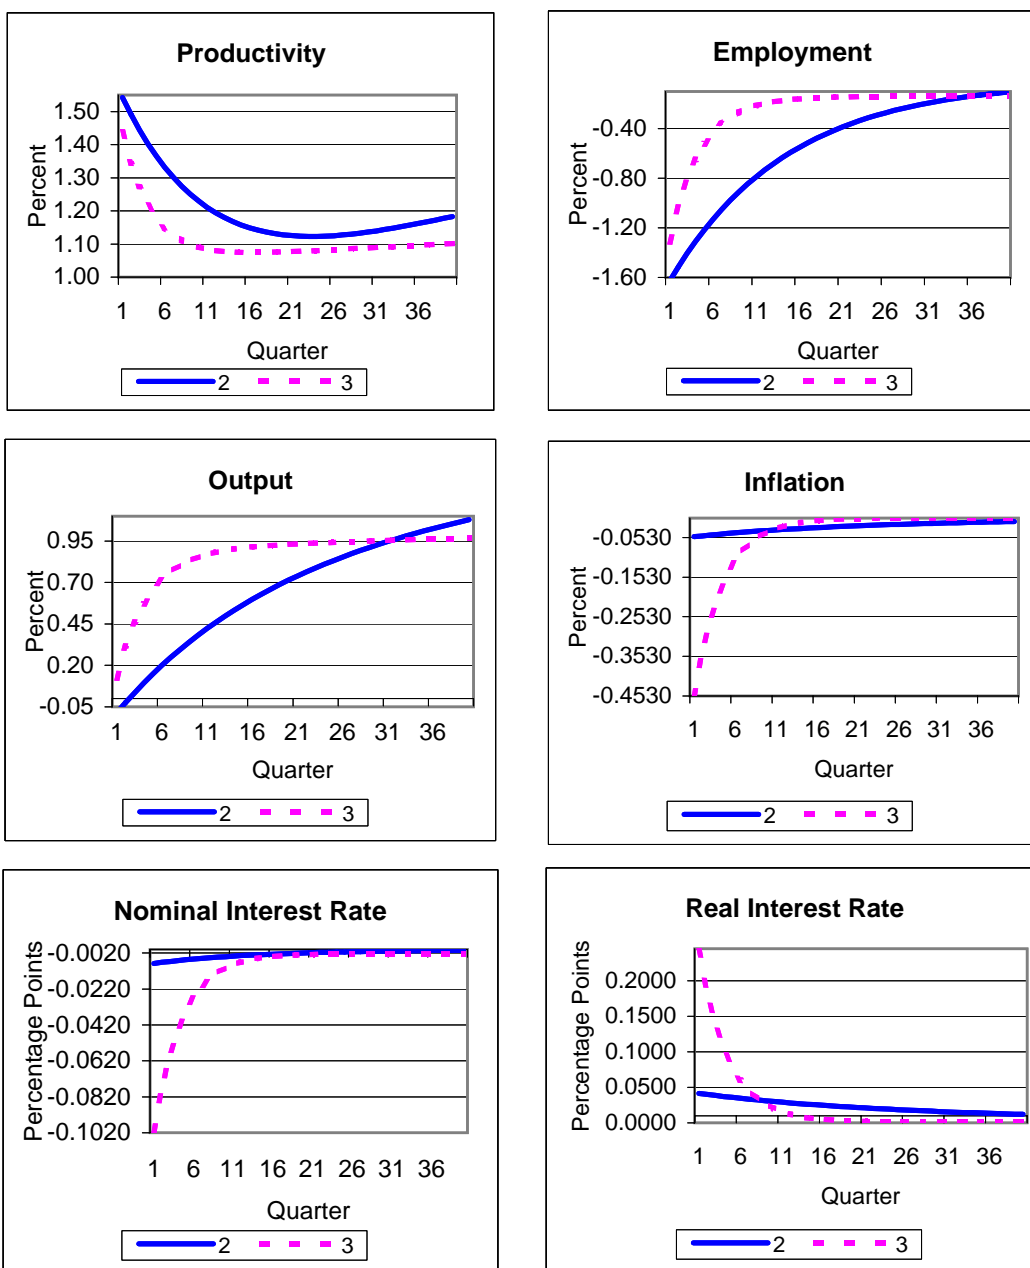 Productivity
Percent
1.50
1.40
1.30
1.20
1.10
1.00
1 6 11 16 21 26 31 36
Quarter
2 3
Employment
Percent
-0.40
-0.80
-1.20
-1.60
1 6 11 16 21 26 31 36
Quarter
2 3
Output
Percent
0.95
0.70
0.45
0.20
-0.05
1 6 11 16 21 26 31 36
Quarter
2 3
Inflation
Percent
-0.0530
-0.1530
-0.2530
-0.3530
-0.4530
1 6 11 16 21 26 31 36
Quarter
2 3
Nominal Interest Rate
Percentage Points
-0.0020
-0.0220
-0.0420
-0.0620
-0.0820
-0.1020
1 6 11 16 21 26 31 36
Quarter
2 3
Real Interest Rate
Percentage Points
0.2000
0.1500
0.1000
0.0500
0.0000
1 6 11 16 21 26 31 36
Quarter
2 3